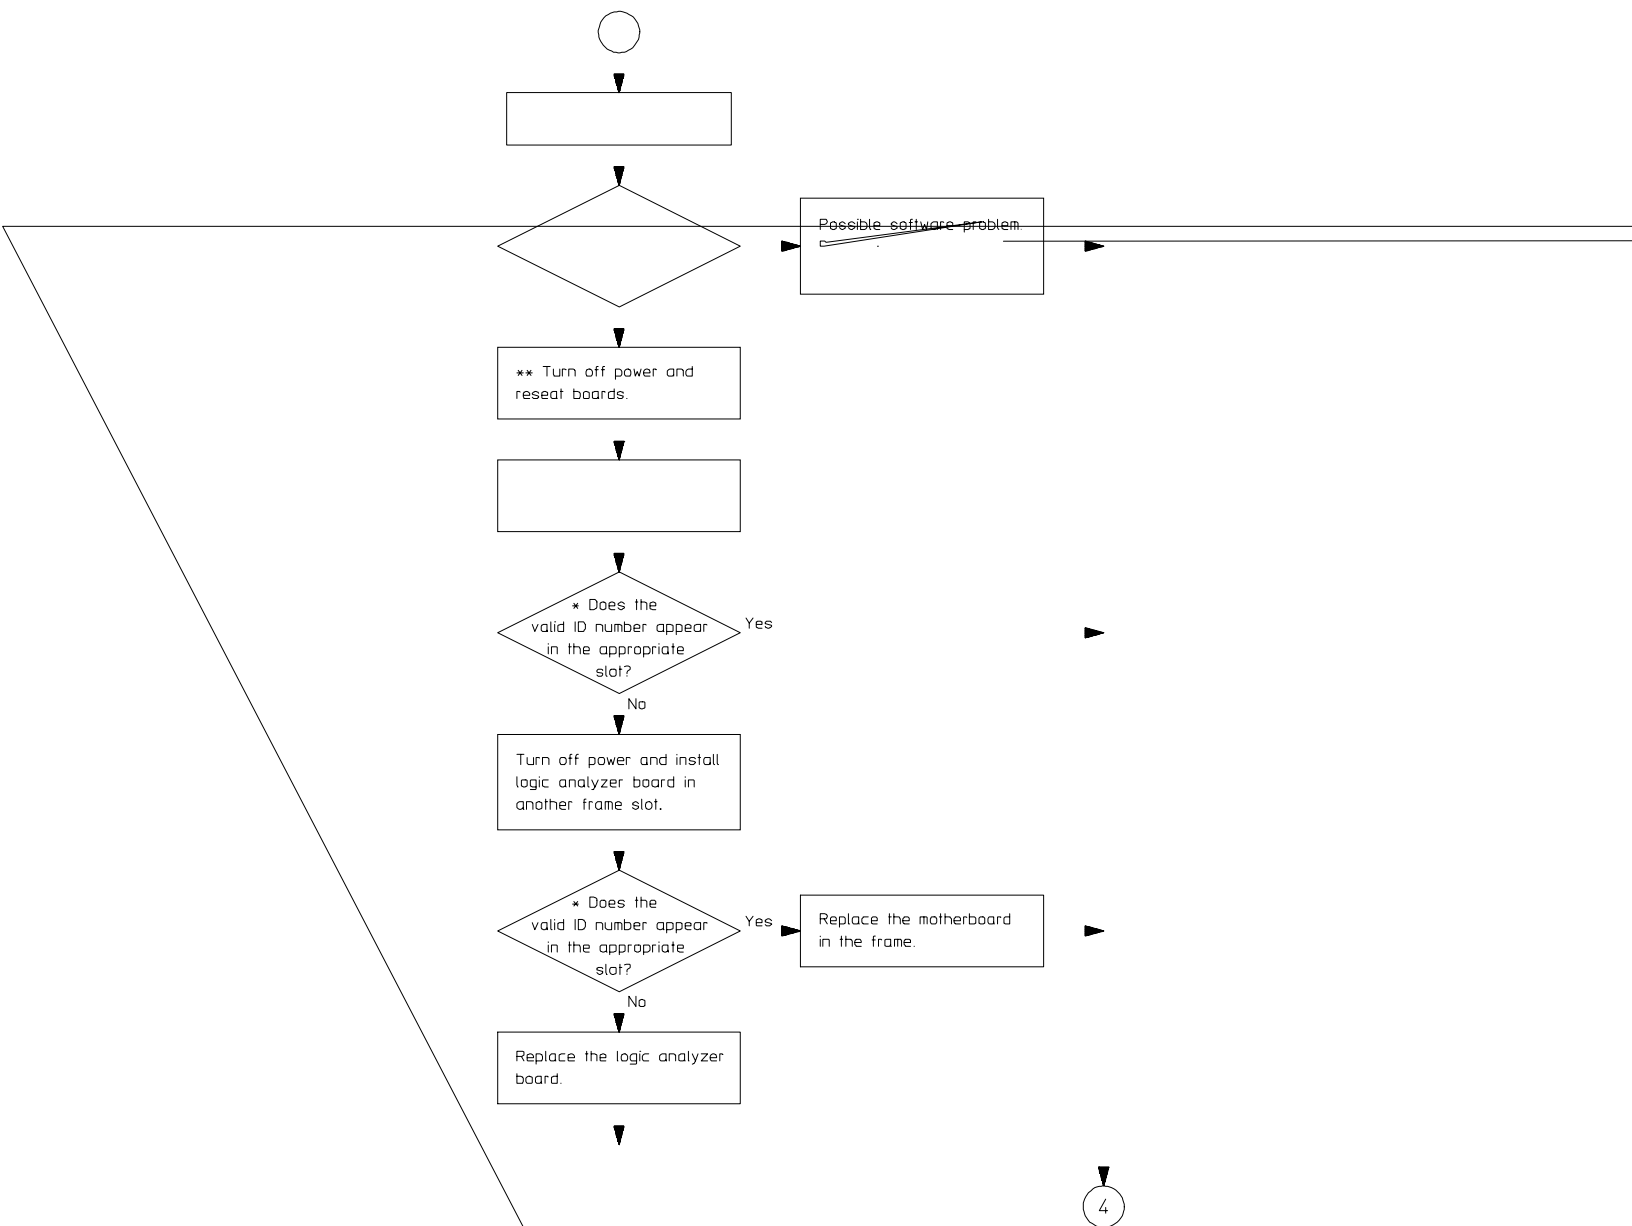 Possible software problem.
** Turn off power and
reseat boards.
* Does the
valid ID number appear
in the appropriate
slot?
Yes
No
Turn off power and install
logic analyzer board in
another frame slot.
* Does the
valid ID number appear
in the appropriate
slot?
Yes
Replace the motherboard
in the frame.
No
Replace the logic analyzer
board.
4